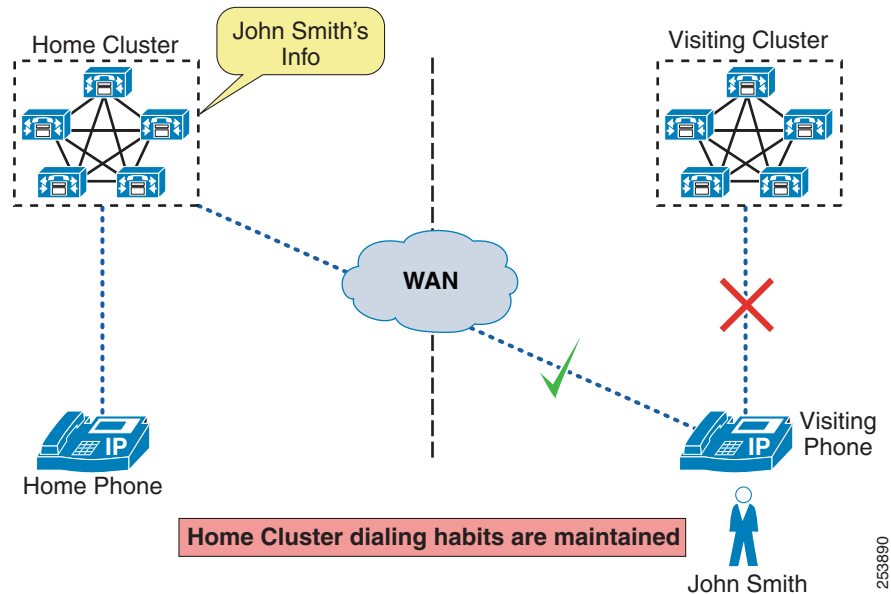 Home Cluster
John Smith's
Info
Visiting Cluster
WAN
IP
Home Phone
IP
Visiting
Phone
Home Cluster dialing habits are maintained
John Smith
253890